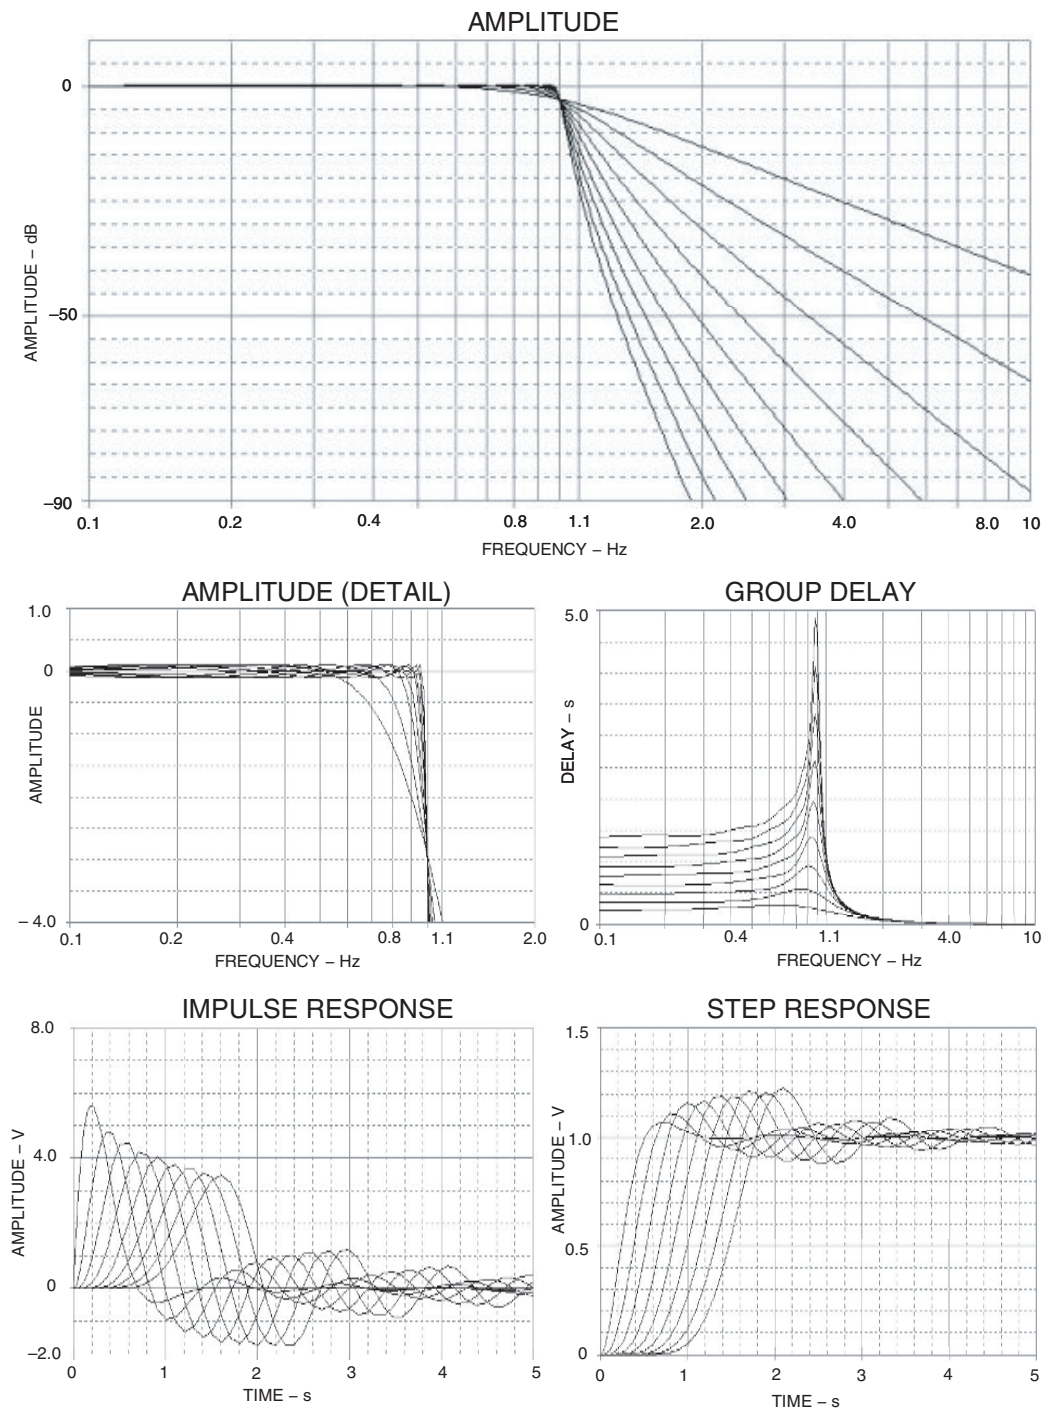 AMPLITUDE
0
–50
–90
AMPLITUDE – dB
0.1 0.2 0.4 0.8 1.1 2.0 4.0 8.0 10
FREQUENCY – Hz
AMPLITUDE (DETAIL)
1.0
0
– 4.0
AMPLITUDE
0.1 0.2 0.4 0.8 1.1 2.0
FREQUENCY – Hz
GROUP DELAY
5.0
0
DELAY – s
0.1 0.4 1.1 4.0 10
FREQUENCY – Hz
IMPULSE RESPONSE
8.0
4.0
0
–2.0
AMPLITUDE – V
0 1 2 3 4 5
TIME – s
STEP RESPONSE
1.5
1.0
0.5
0
AMPLITUDE – V
0 1 2 3 4 5
TIME – s